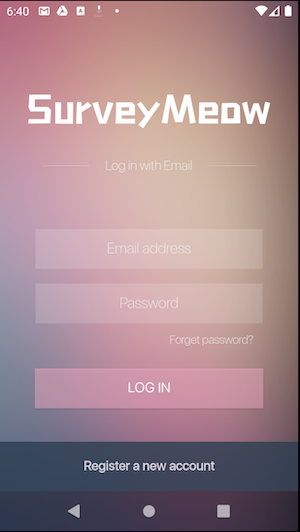 6:40
SurveyMeow
Log in with Email
Email address
Password
Forget password?
LOG IN
Register a new account